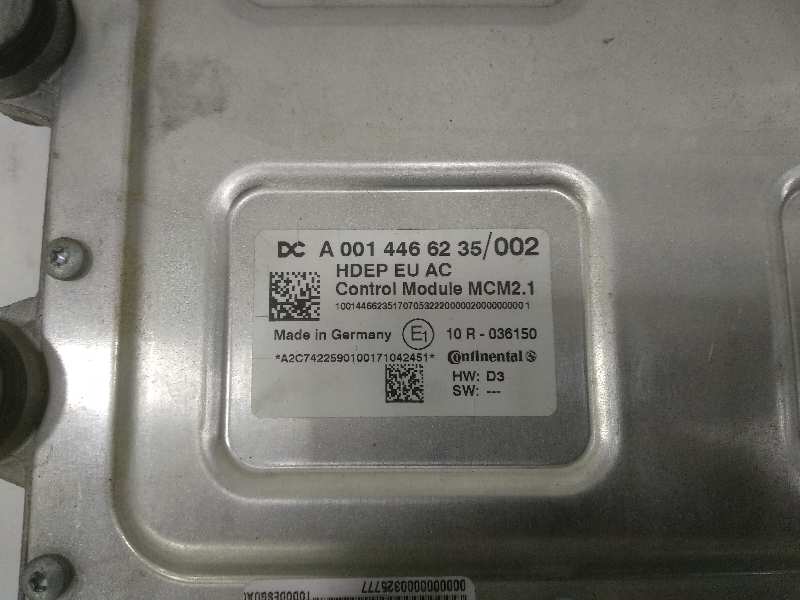 DC A 001 446 62 35/002
HDEP EU AC
Control Module MCM2.1
Made in Germany E1 10 R - 036150
*A2C7422590100171042451* Continental
HW: D3
SW: ---